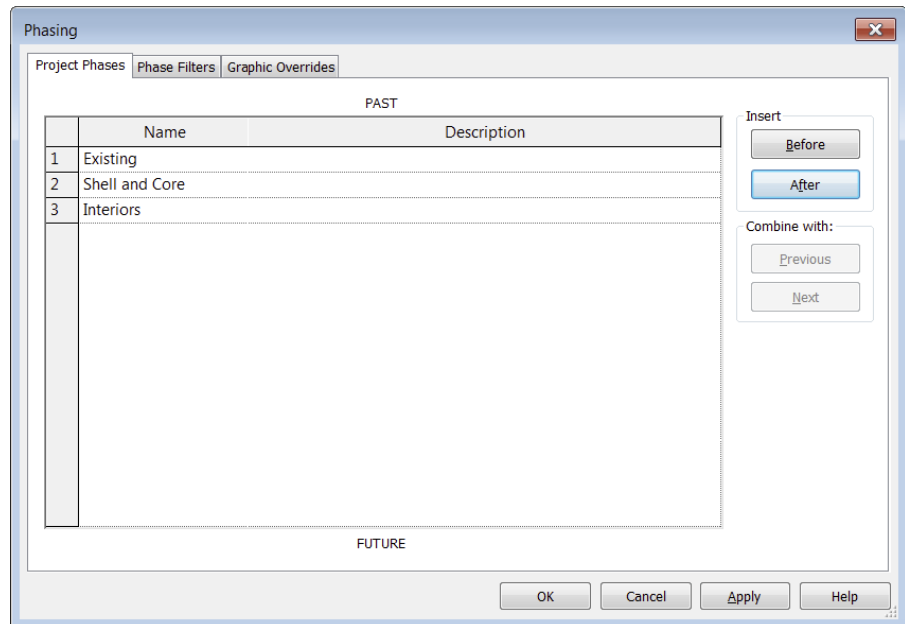 Phasing
Project Phases Phase Filters Graphic Overrides
PAST
Name Description
1 Existing
2 Shell and Core
3 Interiors
FUTURE
Insert
Before
After
Combine with:
Previous
Next
OK Cancel Apply Help